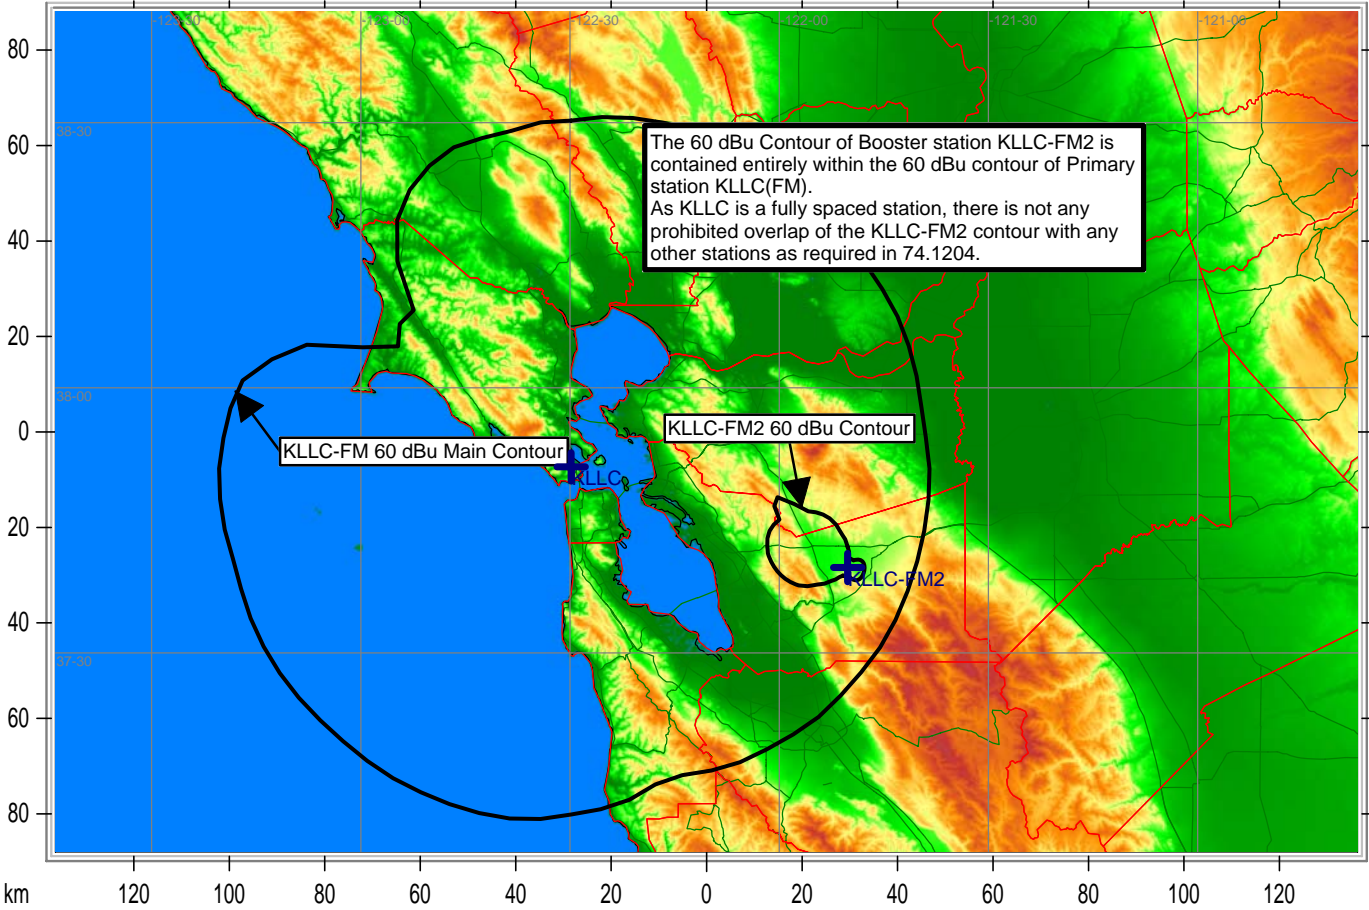 -123-30
-123-00
-122-30
-122-00
-121-30
-121-00
80
60
40
20
0
20
40
60
80
38-30
38-00
37-30
The 60 dBu Contour of Booster station KLLC-FM2 is
contained entirely within the 60 dBu contour of Primary
station KLLC(FM).
As KLLC is a fully spaced station, there is not any
prohibited overlap of the KLLC-FM2 contour with any
other stations as required in 74.1204.
KLLC-FM2 60 dBu Contour
KLLC-FM 60 dBu Main Contour
KLLC
KLLC-FM2
km
120
100
80
60
40
20
0
20
40
60
80
100
120